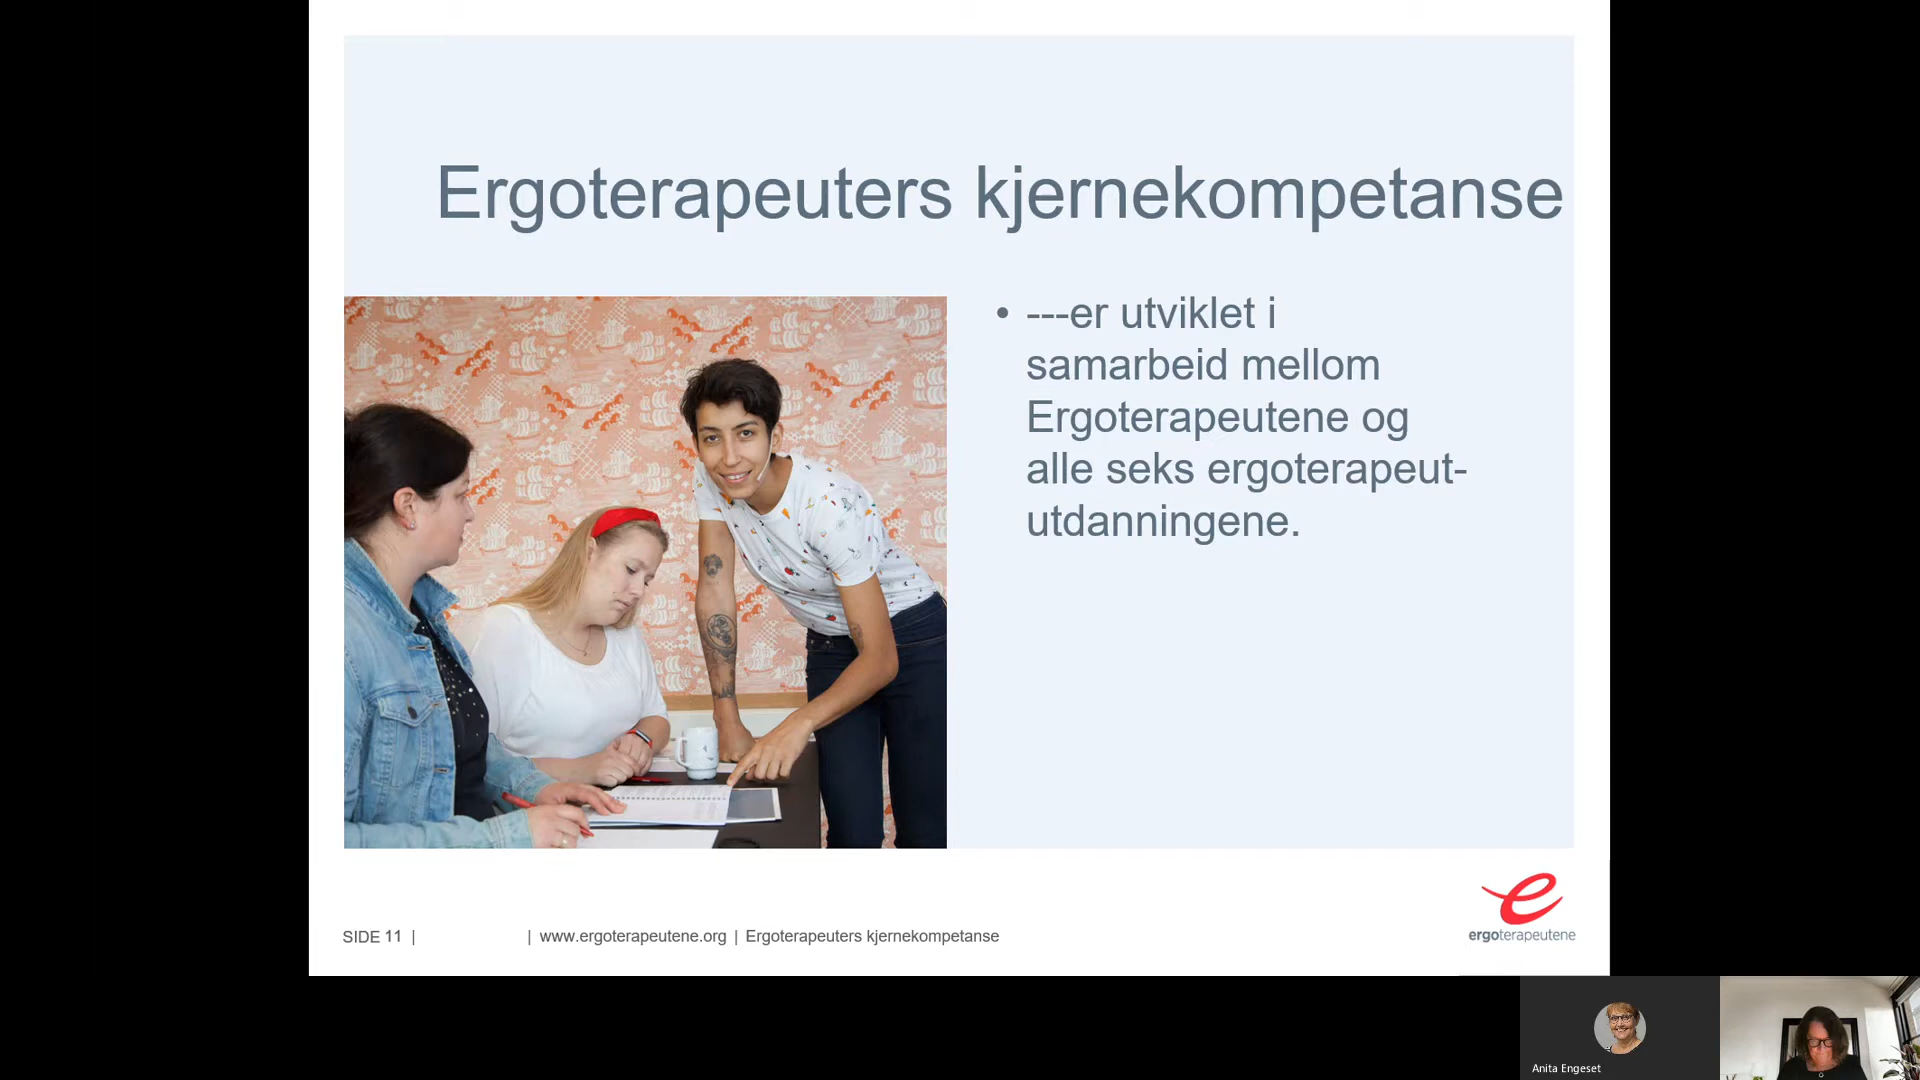 Ergoterapeuters kjernekompetanse
• ---er utviklet i
samarbeid mellom
Ergoterapeutene og
alle seks ergoterapeut-
utdanningene.
SIDE 11 | | www.ergoterapeutene.org | Ergoterapeuters kjernekompetanse
ergoterapeutene
Anita Engeset